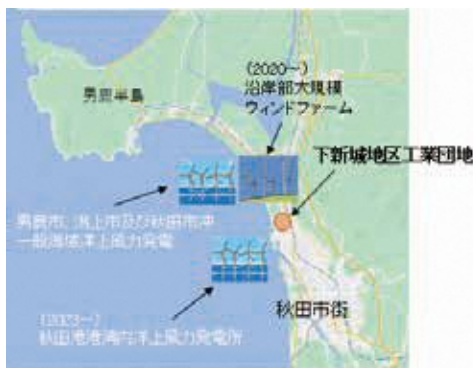 (2020~)
沿岸部大規模
ウィンドファーム
男鹿半島
下新城地区工業団地
男鹿市、潟上市及び秋田市沖
一般海域洋上風力発電
秋田市街
(2023~)
秋田港港湾内洋上風力発電所